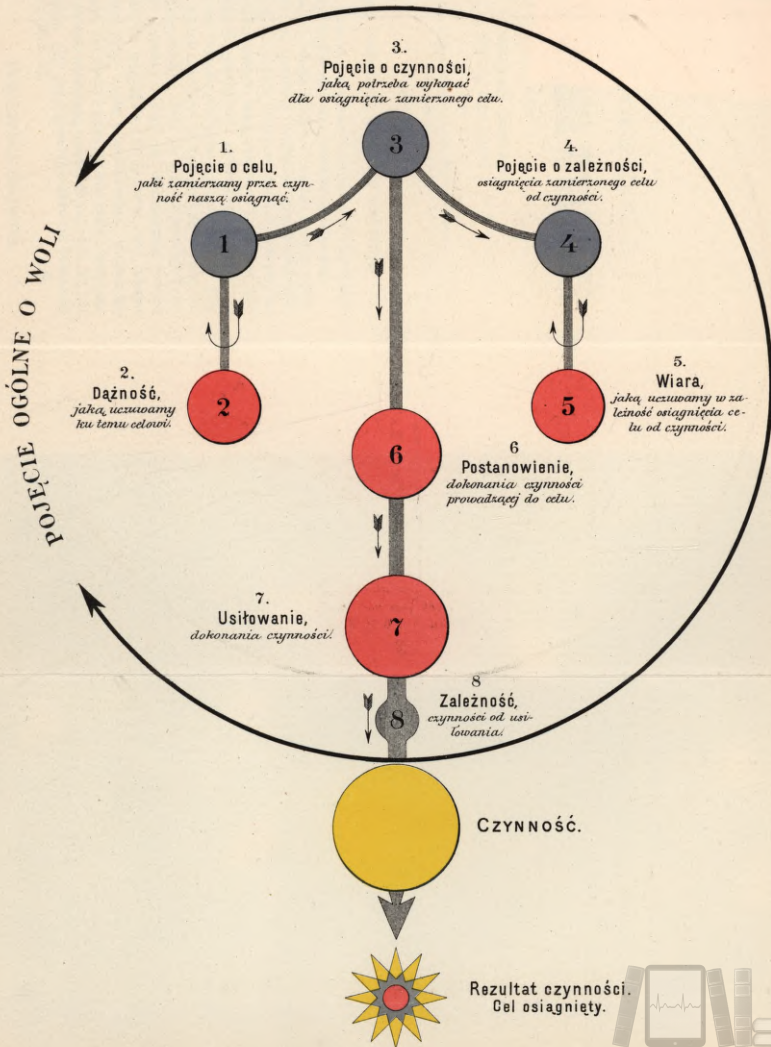 POJĘCIE OGÓLNE O WOLI
3.
Pojęcie o czynności,
jaką potrzeba wykonać
dla osiągnięcia zamierzonego celu.
3
1.
Pojęcie o celu,
jaki zamierzamy przez czyn-
ność naszą osiągnąć.
1
4.
Pojęcie o zależności,
osiągnięcia zamierzonego celu
od czynności.
4
2.
Dążność,
jaką uczuwamy
ku temu celowi.
2
5.
Wiara,
jaką uczuwamy w za-
leżność osiągnięcia ce-
lu od czynności.
5
6
6
Postanowienie,
dokonania czynności
prowadzącej do celu.
7.
Usiłowanie,
dokonania czynności.
7
8
Zależność,
czynności od usi-
łowania.
8
CZYNNOŚĆ.
Rezultat czynności.
Cel osiągnięty.